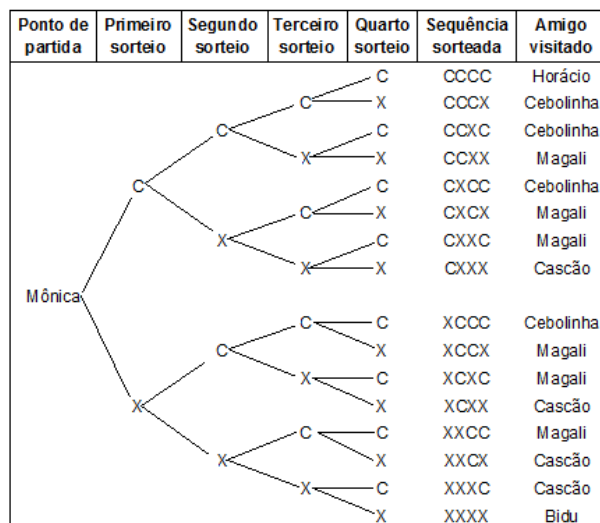 Ponto de partida Primeiro sorteio Segundo sorteio Terceiro sorteio Quarto sorteio Sequência sorteada Amigo visitado
C CCCC Horácio
C
X CCCX Cebolinha
C C CCXC Cebolinha
X X CCXX Magali
C C CXCC Cebolinha
C X CXCX Magali
X C CXXC Magali
X X CXXX Cascão
Mônica
C C XCCC Cebolinha
C X XCCX Magali
X C XCXC Magali
X X XCXX Cascão
C C XXCC Magali
X X XXCX Cascão
X C XXXC Cascão
X XXXX Bidu